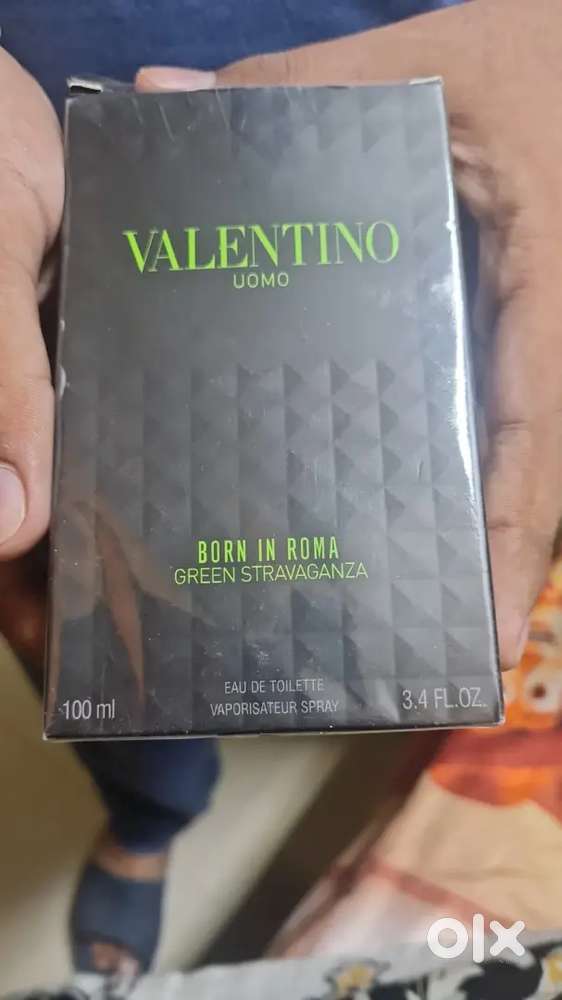 VALENTINO
UOMO
BORN IN ROMA
GREEN STRAVAGANZA
EAU DE TOILETTE
100 ml VAPORISATEUR SPRAY 3.4 FL.OZ.
olx